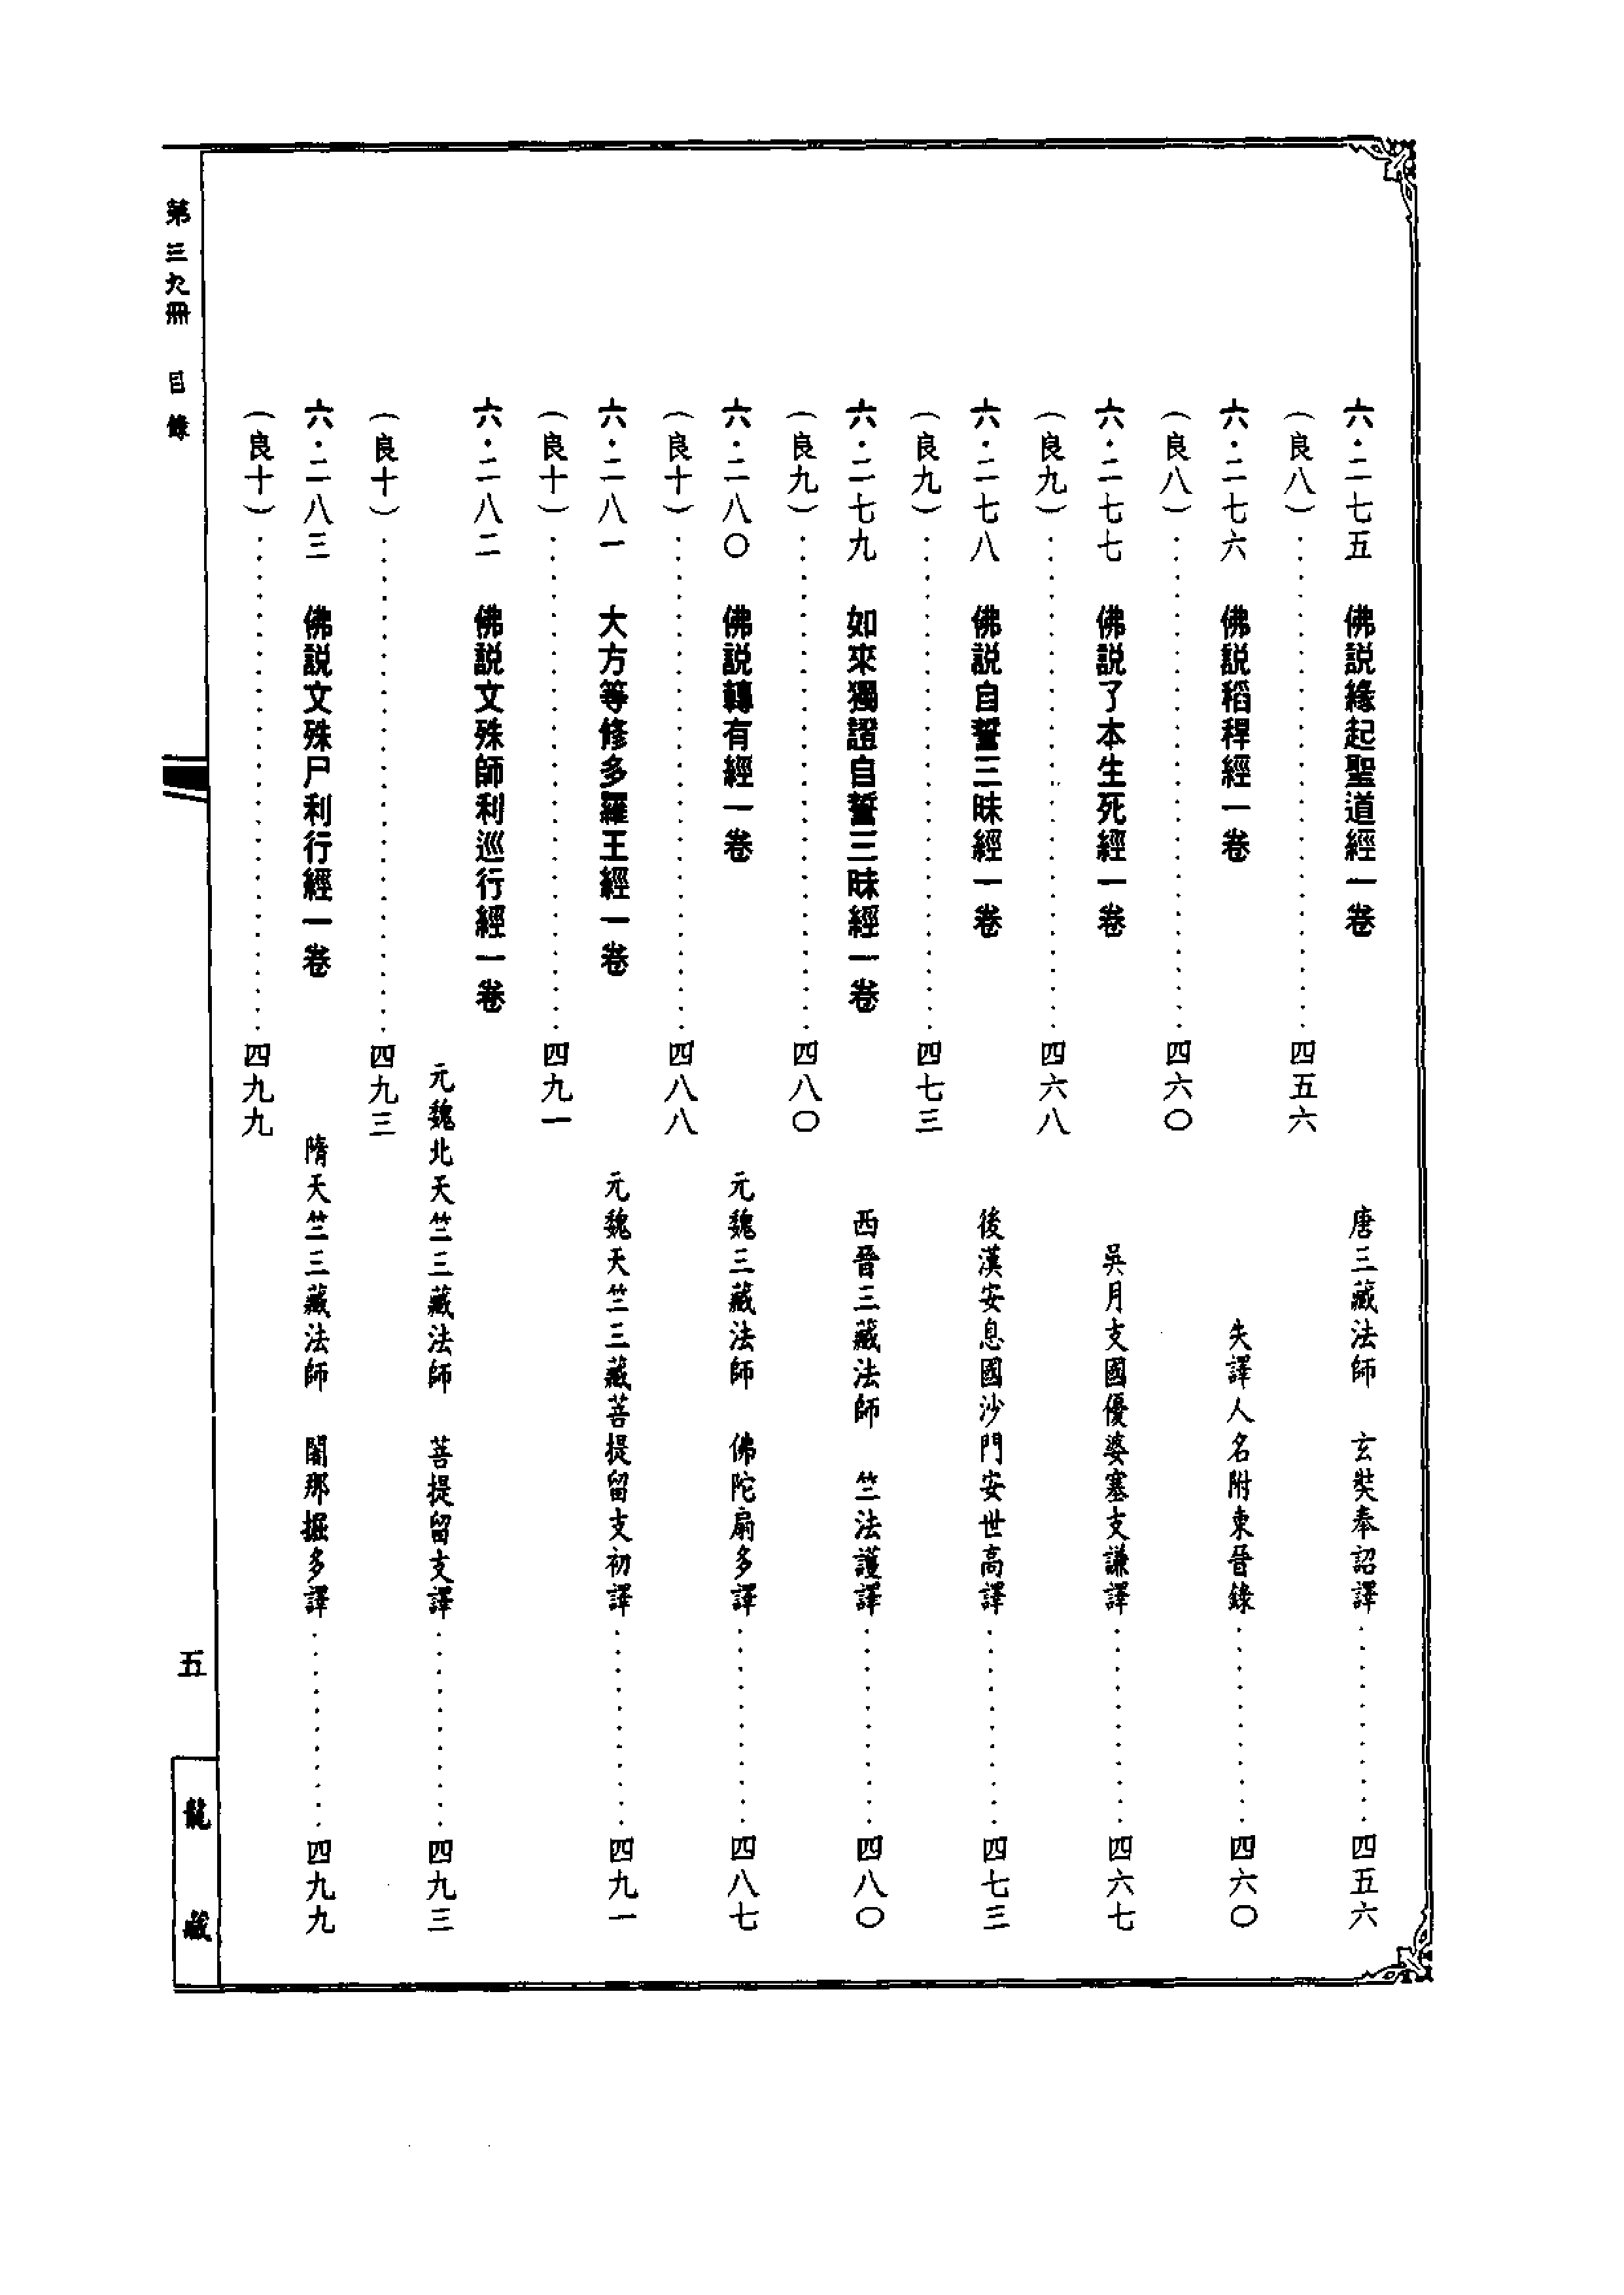 六·二七五　佛説緣起聖道經一卷　唐三藏法師　玄奘奉詔譯··········四五六
（良八）··········四五六
六·二七六　佛説稻稈經一卷　失譯人名附東晉錄··········四六〇
（良八）··········四六〇
六·二七七　佛説了本生死經一卷　吳月支國優婆塞支謙譯··········四六七
（良九）··········四六八
六·二七八　佛説自誓三昧經一卷　後漢安息國沙門安世高譯··········四七三
（良九）··········四七三
六·二七九　如來獨證自誓三昧經一卷　西晉三藏法師　竺法護譯··········四八〇
（良九）··········四八〇
六·二八〇　佛説轉有經一卷　元魏三藏法師　佛陀扇多譯··········四八七
（良十）··········四八八
六·二八一　大方等修多羅王經一卷　元魏天竺三藏菩提留支初譯··········四九一
（良十）··········四九一
六·二八二　佛説文殊師利巡行經一卷
元魏北天竺三藏法師　菩提留支譯··········四九三
（良十）··········四九三
六·二八三　佛説文殊尸利行經一卷　隋天竺三藏法師　闍那掘多譯··········四九九
（良十）··········四九九
第三九冊　目錄
五
龍藏